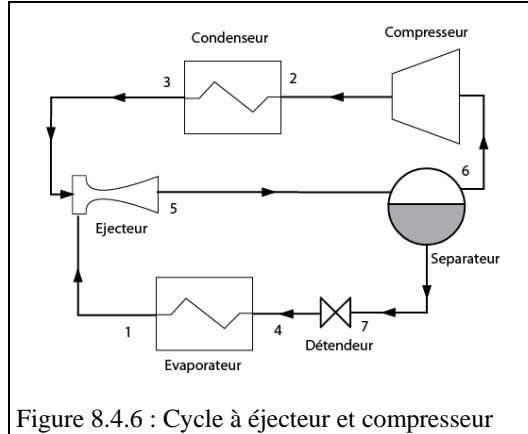 Compresseur
Condenseur
3
2
6
5
Ejecteur
Separateur
1
4
7
Détendeur
Evaporateur
Figure 8.4.6 : Cycle à éjecteur et compresseur